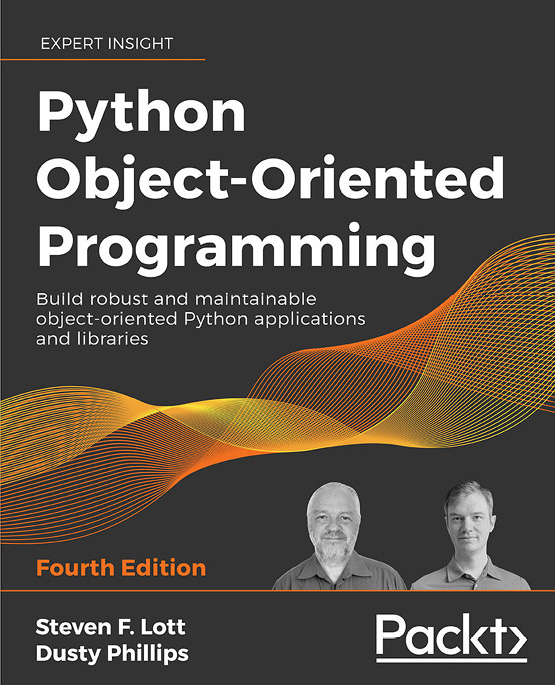 EXPERT INSIGHT
Python
Object-Oriented
Programming
Build robust and maintainable
object-oriented Python applications
and libraries
Fourth Edition
Steven F. Lott
Dusty Phillips
Packt>